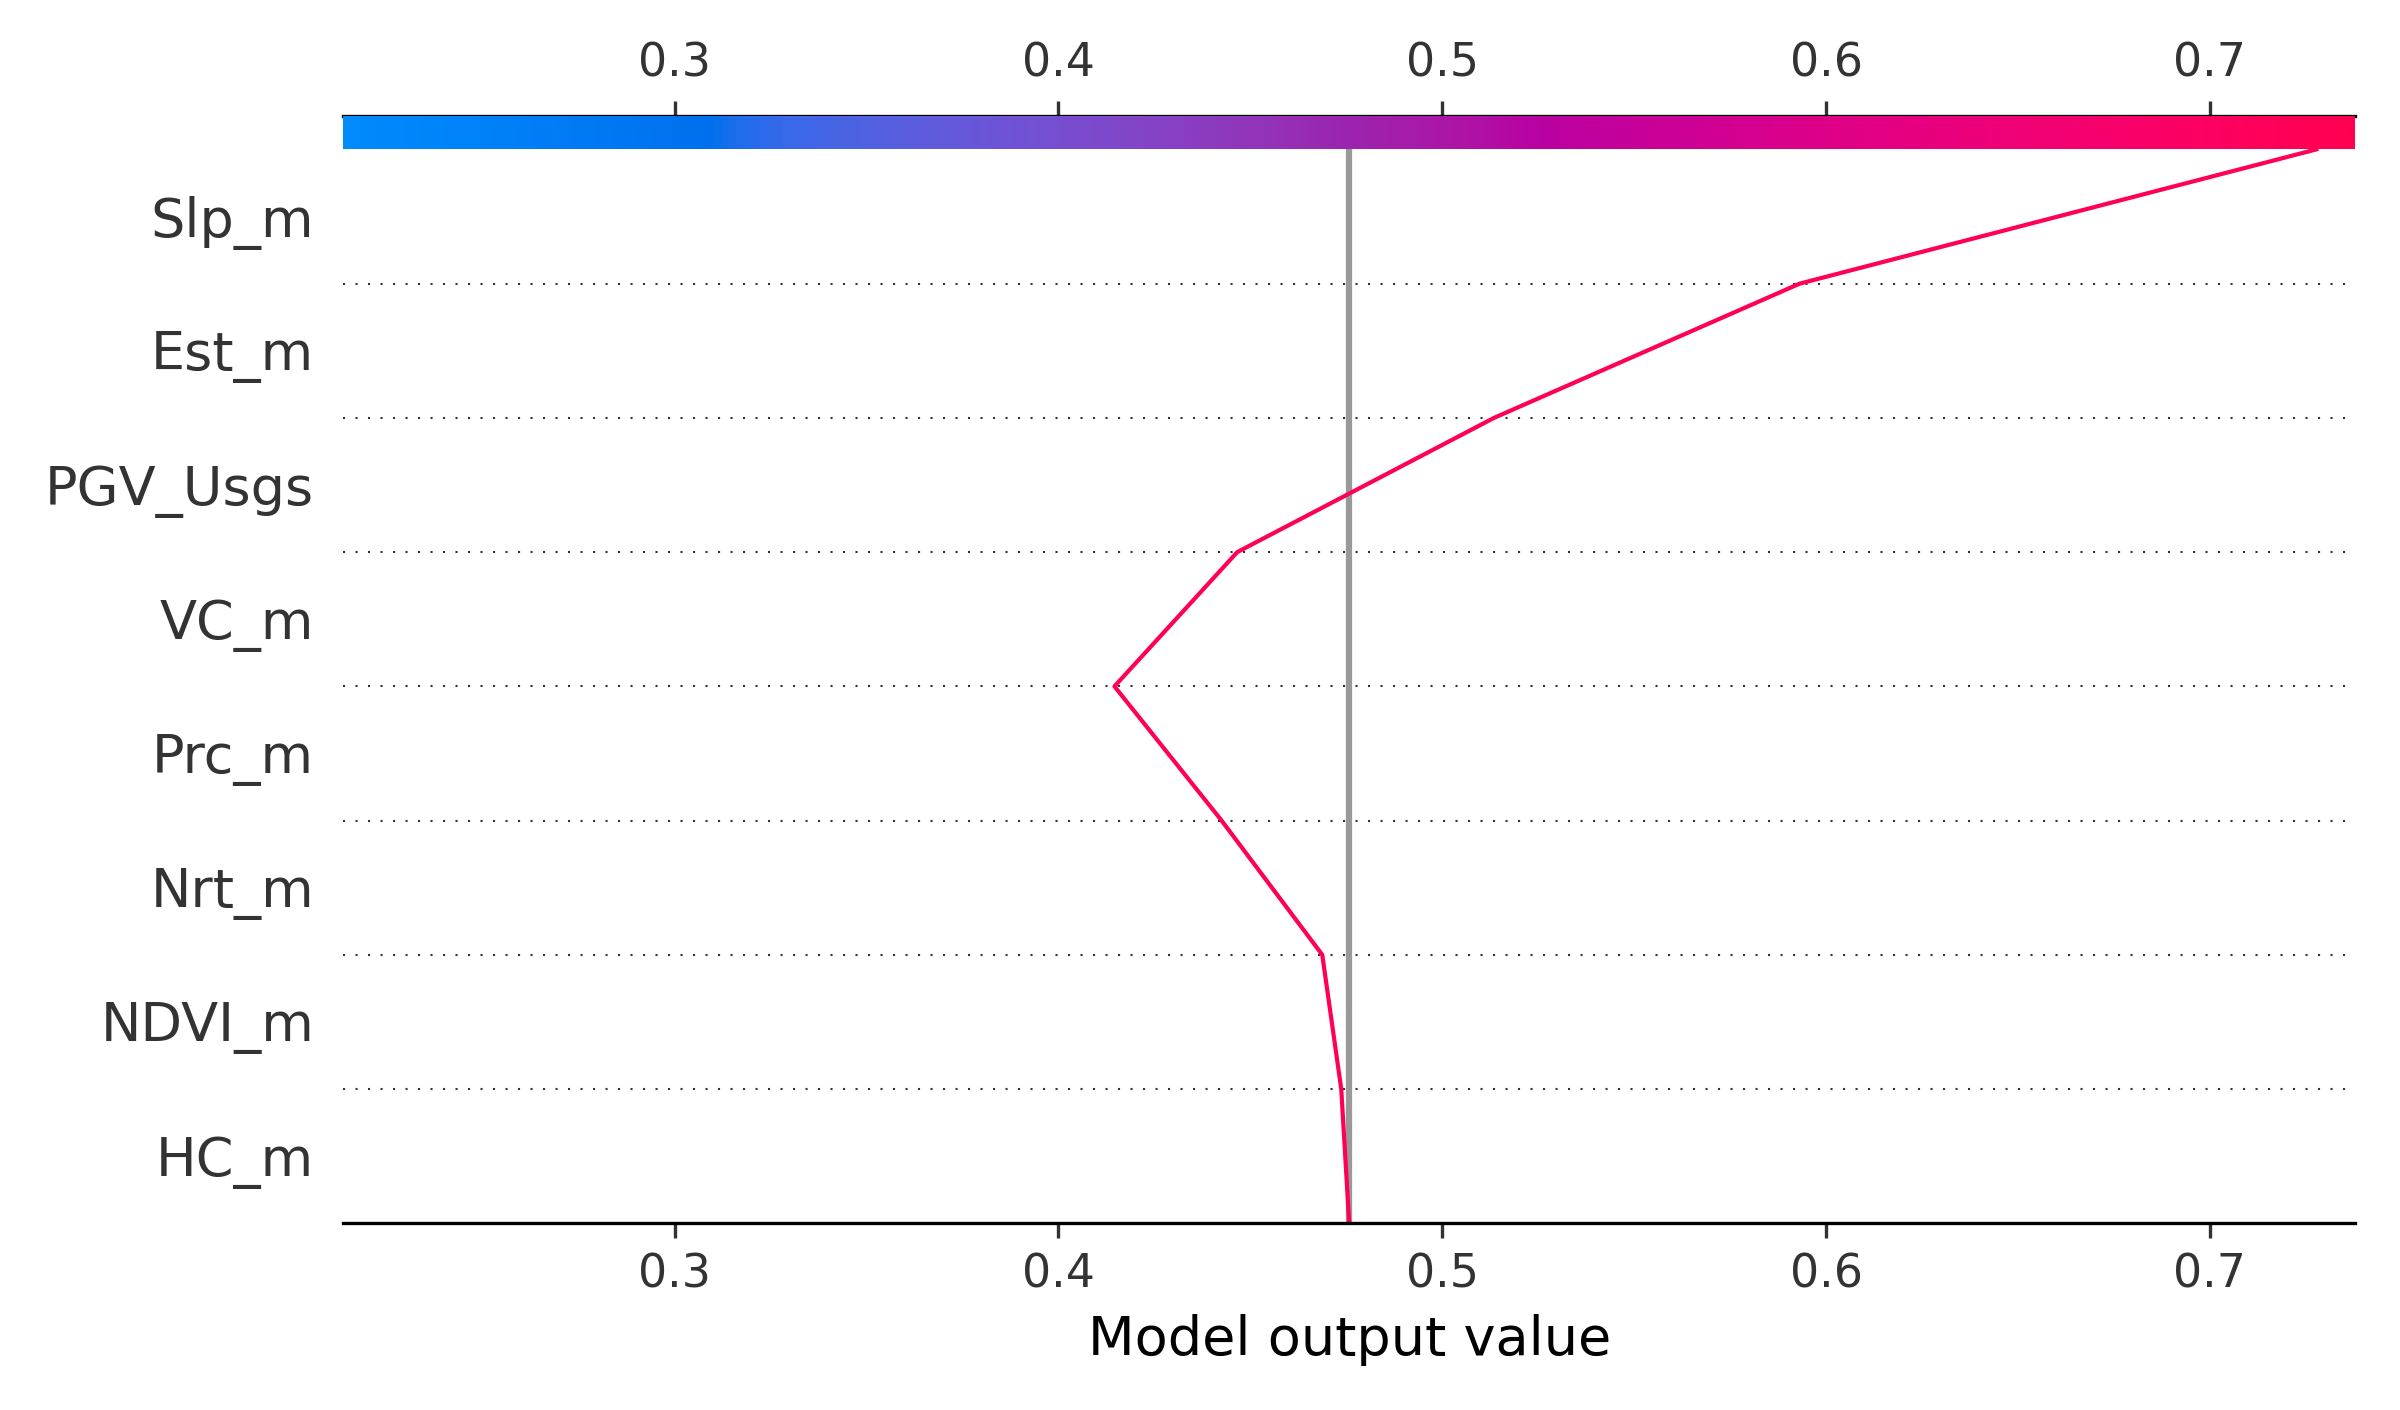 0.3 0.4 0.5 0.6 0.7
Slp_m
Est_m
PGV_Usgs
VC_m
Prc_m
Nrt_m
NDVI_m
HC_m
0.3 0.4 0.5 0.6 0.7
Model output value